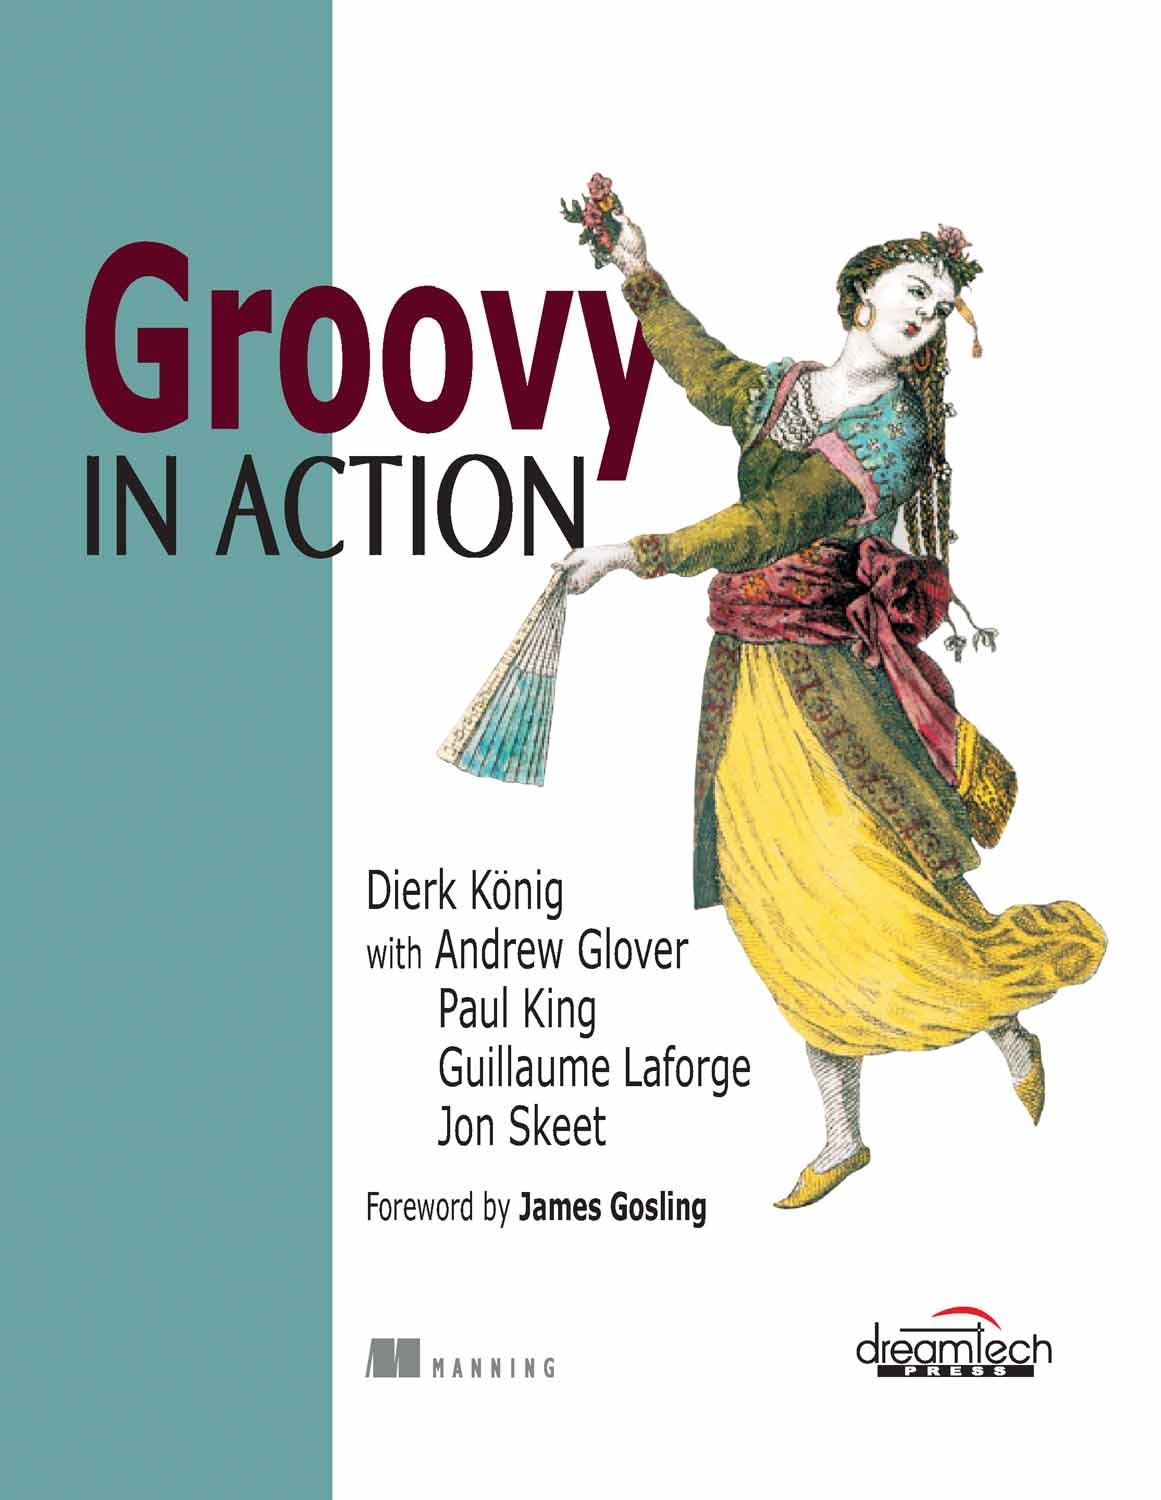 Groovy
IN ACTION
Dierk König
with Andrew Glover
Paul King
Guillaume Laforge
Jon Skeet
Foreword by James Gosling
MANNING
dreamtech
PRESS